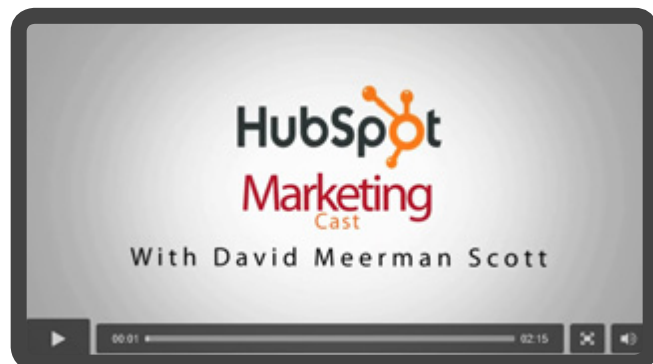 HubSpot
Marketing
Cast
With David Meerman Scott
00:01 02:15